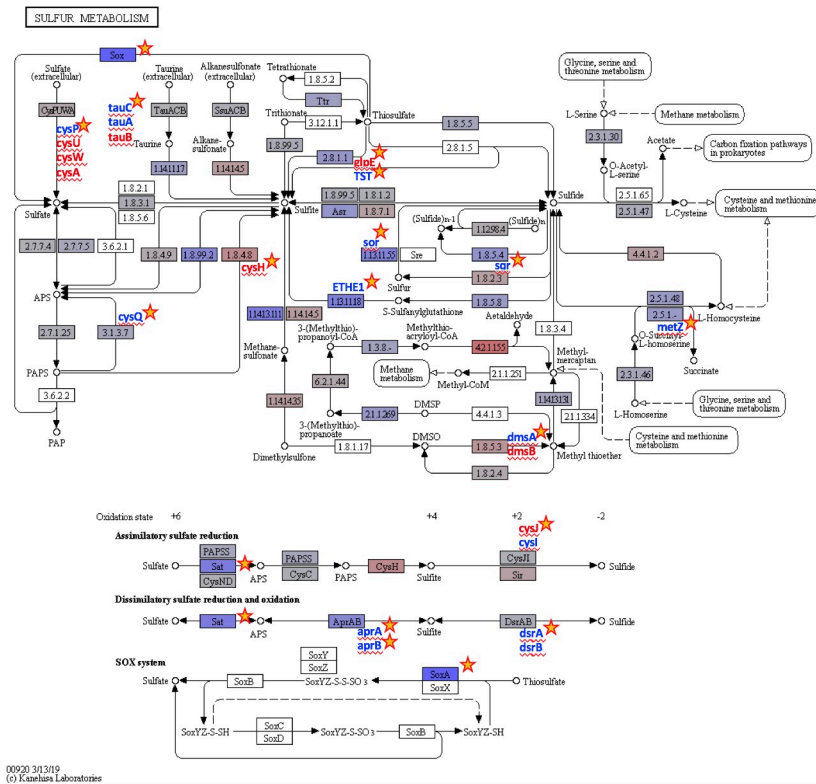 SULFUR METABOLISM
Sox
Sulfate
(extracellular)
Taurine
(extracellular)
Alkanesulfonate
(extracellular)
Tetrathionate
1.8.5.2
Ttr
Thiosulfate
Trithionate
3.12.1.1
1.8.99.5
CysPUWA
TauACB
SsuACB
cysP
cysU
cysW
cysA
tauC
tauA
tauB
Taurine
Alkane-
sulfonate
1.14.11.17
1.14.14.5
2.8.1.1
glpE
TST
1.8.5.5
2.8.1.5
Glycine, serine and
threonine metabolism
L-Serine
Methane metabolism
2.3.1.30
Acetate
Carbon fixation pathways
in prokaryotes
O-Acetyl-
L-serine
2.5.1.65
2.5.1.47
L-Cysteine
Cysteine and methionine
metabolism
1.8.2.1
1.8.3.1
1.8.5.6
Sulfate
Sulfite
1.8.99.5
1.8.1.2
Asr
1.8.7.1
Sulfide
(Sulfide)n-1
1.12.98.4
(Sulfide)n
sor
1.13.11.55
Sre
1.8.5.4
sqr
1.8.2.3
Sulfur
4.4.1.2
2.7.7.4
2.7.7.5
3.6.2.1
1.8.4.9
1.8.99.2
1.8.4.8
cysH
ETHE1
1.13.11.18
S-Sulfanylglutathione
1.8.5.8
APS
cysQ
2.7.1.25
3.1.3.7
PAPS
3.6.2.2
PAP
1.14.13.111
1.14.14.5
Methane-
sulfonate
3-(Methylthio)-
propanoyl-CoA
Methylthio-
acryloyl-CoA
Aetaldehyde
1.3.8.-
4.2.1.155
1.8.3.4
2.5.1.48
2.5.1.-
L-Homocysteine
metZ
O-Succinyl-
L-homoserine
Succinate
2.3.1.46
L-Homoserine
Glycine, serine and
threonine metabolism
Methane
metabolism
Methyl-CoM
2.1.1.251
Methyl-
mercaptan
6.2.1.44
1.14.14.35
3-(Methylthio)-
propanoate
2.1.1.269
DMSP
4.4.1.3
1.14.13.131
2.1.1.334
Cysteine and methionine
metabolism
Dimethylsulfone
1.8.1.17
DMSO
1.8.5.3
dmsA
dmsB
Methyl thioether
1.8.2.4
Oxidation state
+6
+4
+2
-2
Assimilatory sulfate reduction
cysJ
cysI
Sulfate
PAPSS
Sat
CysND
APS
PAPSS
CysC
PAPS
CysH
Sulfite
CysJI
Sir
Sulfide
Dissimilatory sulfate reduction and oxidation
Sulfate
Sat
APS
AprAB
aprA
aprB
Sulfite
DsrAB
dsrA
dsrB
Sulfide
SOX system
Sulfate
SoxB
SoxY
SoxZ
SoxYZ-S-S-SO 3
SoxA
SoxX
Thiosulfate
SoxYZ-S-SH
SoxC
SoxD
SoxYZ-S-SO3
SoxB
SoxYZ-SH
00920 3/13/19
(c) Kanehisa Laboratories